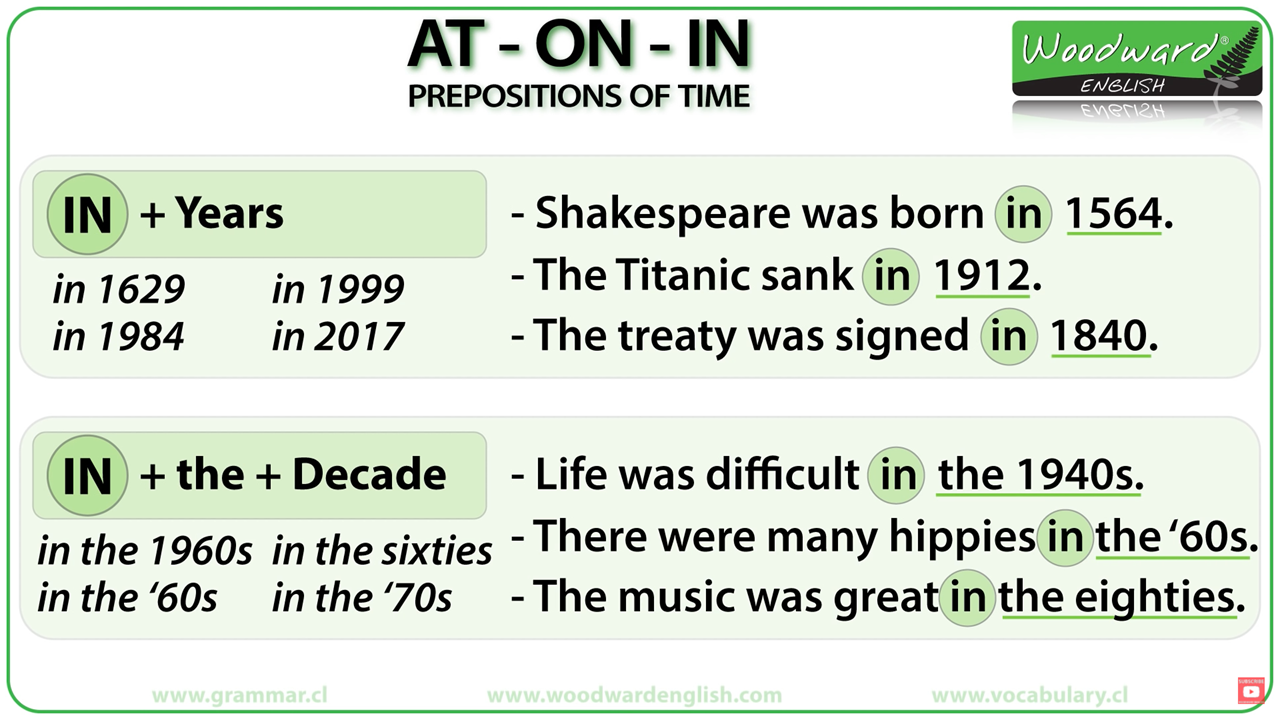 AT - ON - IN
PREPOSITIONS OF TIME
Woodward®
ENGLISH
IN + Years
in 1629 in 1999
in 1984 in 2017
- Shakespeare was born in 1564.
- The Titanic sank in 1912.
- The treaty was signed in 1840.
IN + the + Decade
in the 1960s in the sixties
in the ‘60s in the ‘70s
- Life was difficult in the 1940s.
- There were many hippies in the ‘60s.
- The music was great in the eighties.
www.grammar.cl www.woodwardenglish.com www.vocabulary.cl
SUBSCRIBE